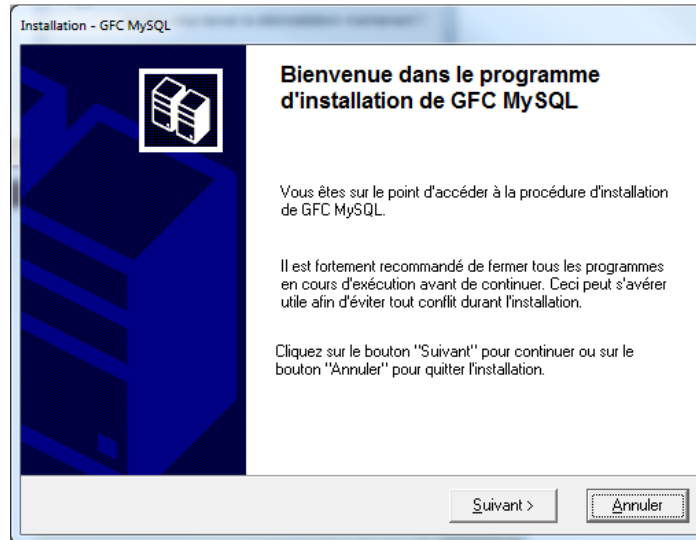 Installation - GFC MySQL
Bienvenue dans le programme
d'installation de GFC MySQL
Vous êtes sur le point d'accéder à la procédure d'installation
de GFC MySQL.
Il est fortement recommandé de fermer tous les programmes
en cours d'exécution avant de continuer. Ceci peut s'avérer
utile afin d'éviter tout conflit durant l'installation.
Cliquez sur le bouton "Suivant" pour continuer ou sur le
bouton "Annuler" pour quitter l'installation.
Suivant >
Annuler